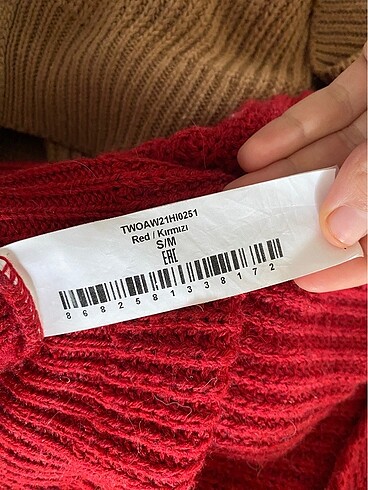 TWOAW21HI0251
Red / Kırmızı
S/M
EAC
8682581338172